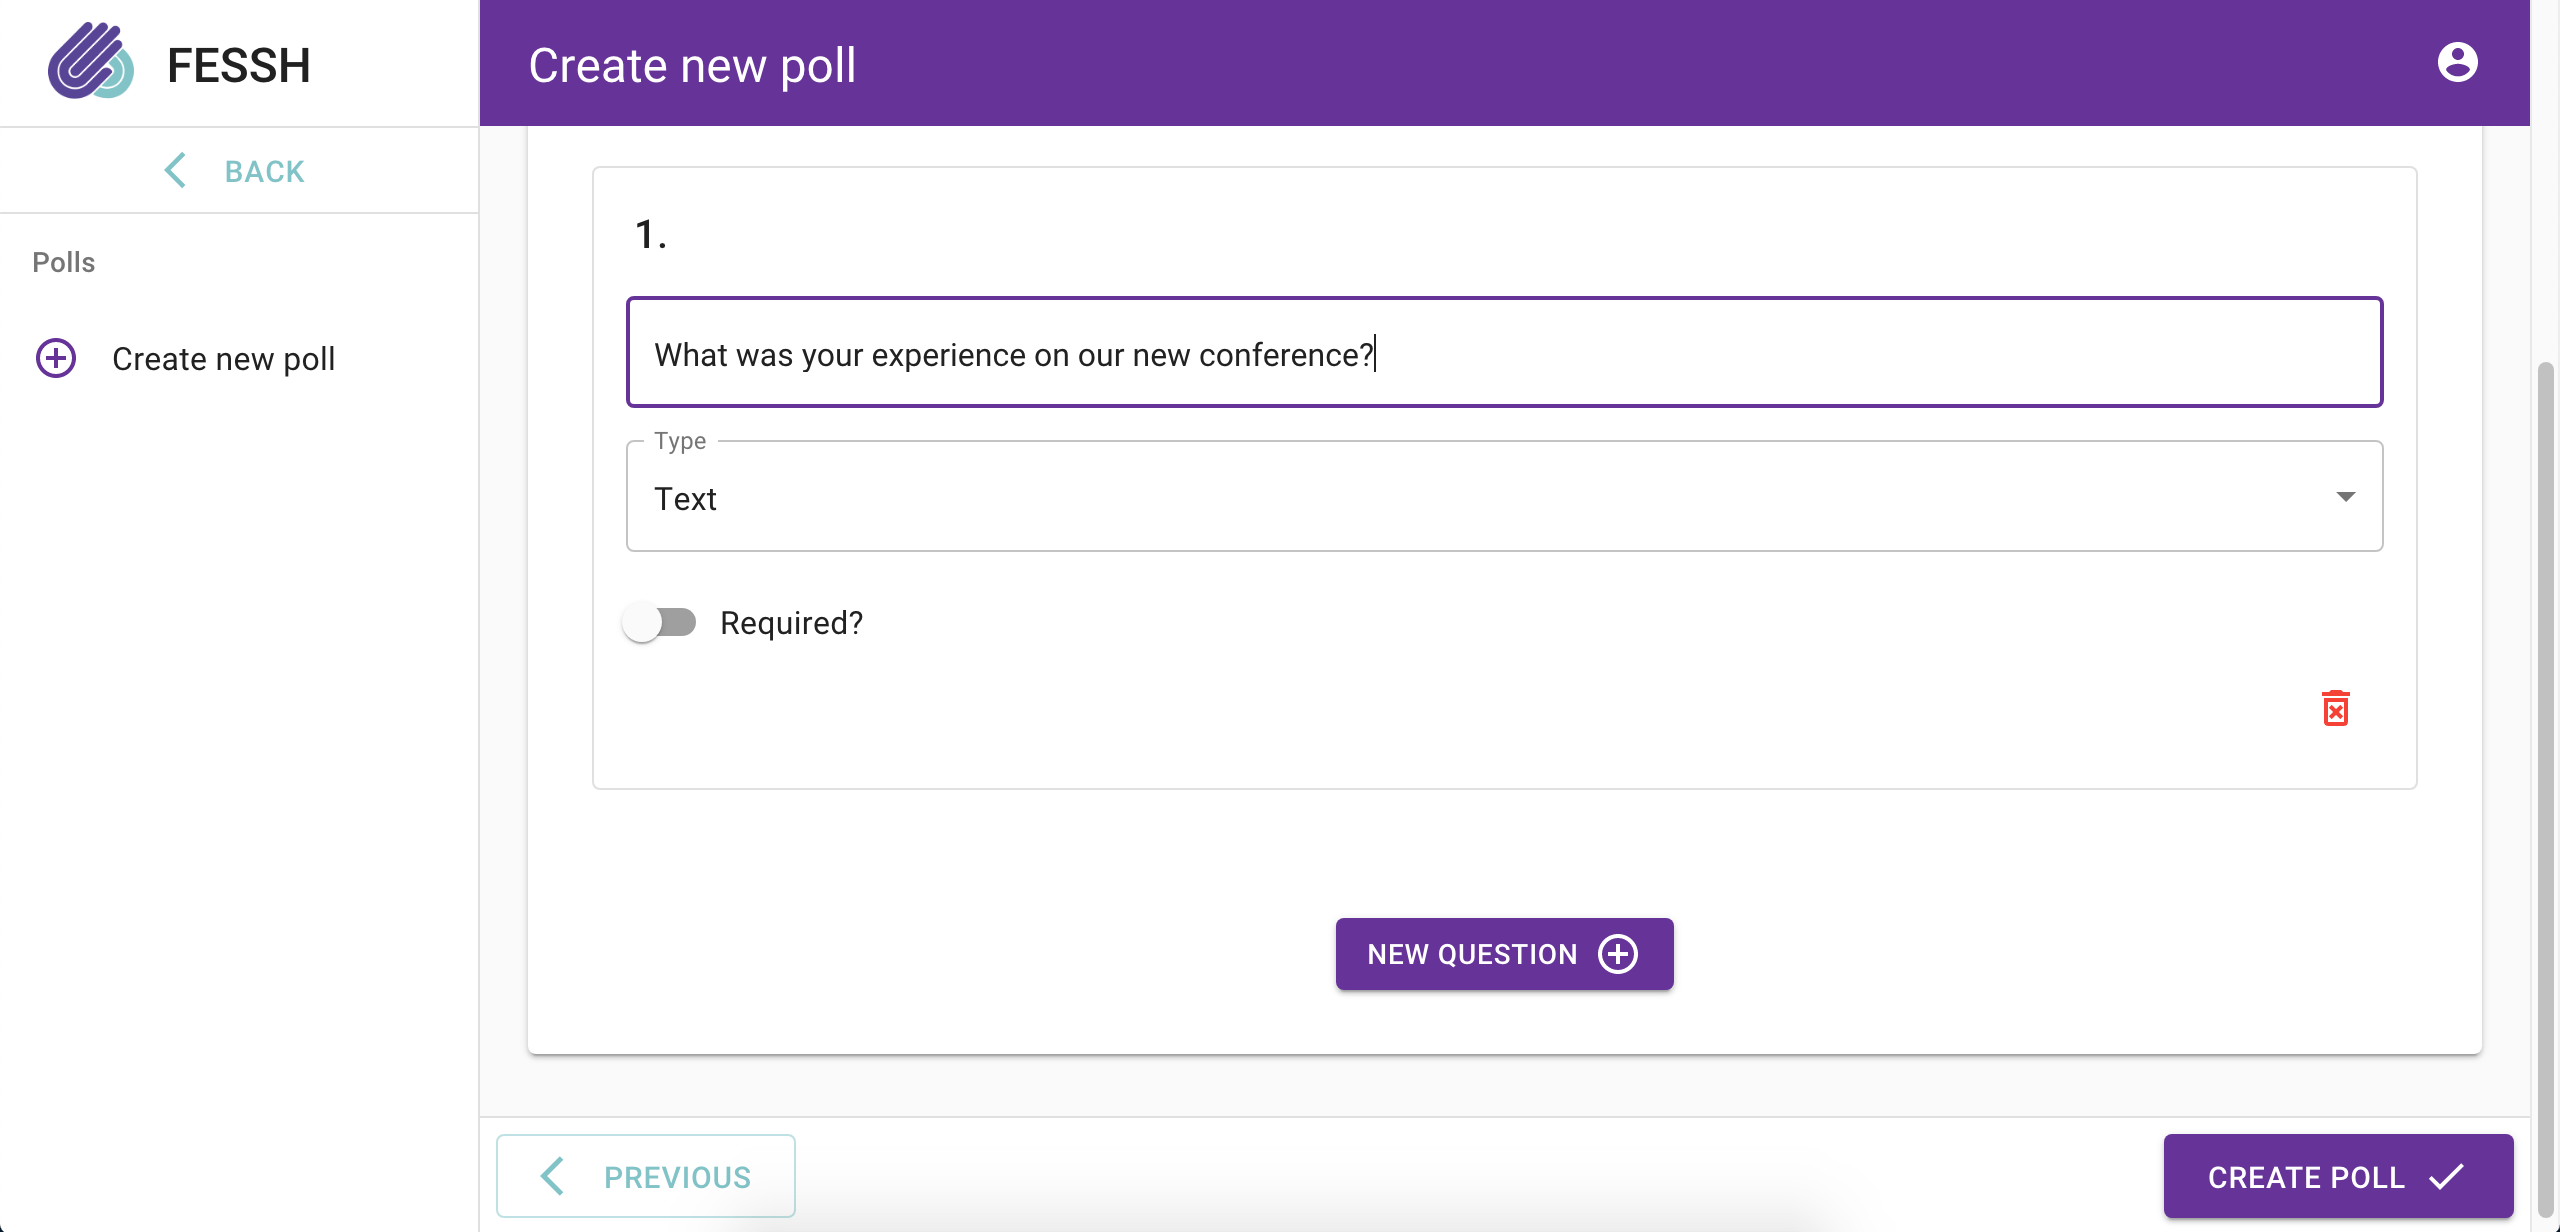 FESSH
Create new poll
BACK
Polls
Create new poll
1.
What was your experience on our new conference?
Type
Text
Required?
NEW QUESTION
PREVIOUS
CREATE POLL